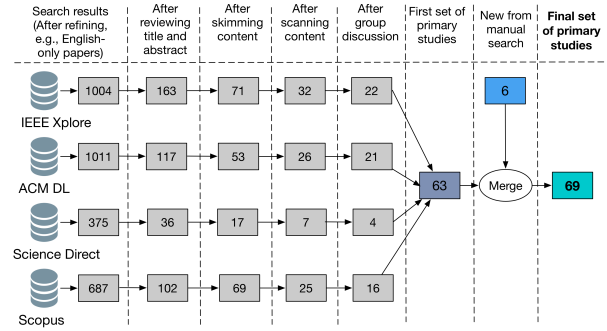 Search results
(After refining,
e.g., English-
only papers)
After
reviewing
title and
abstract
After
skimming
content
After
scanning
content
After
group
discussion
First set of
primary
studies
New from
manual
search
Final set
of primary
studies
1004
163
71
32
22
6
IEEE Xplore
1011
117
53
26
21
63
Merge
69
ACM DL
375
36
17
7
4
Science Direct
687
102
69
25
16
Scopus